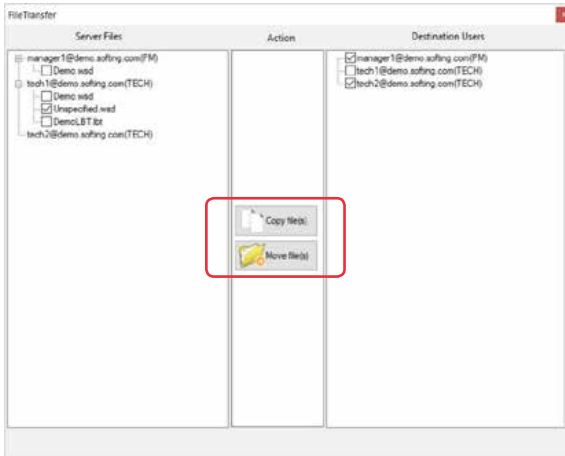 FileTransfer
Server Files
Action
Destination Users
manager1@demo.softing.com(PM)
Demo.wsd
tech1@demo.softing.com(TECH)
Demo.wsd
Unspecified.wsd
DemoLBT.lbt
tech2@demo.softing.com(TECH)
Copy file(s)
Move file(s)
manager1@demo.softing.com(PM)
tech1@demo.softing.com(TECH)
tech2@demo.softing.com(TECH)